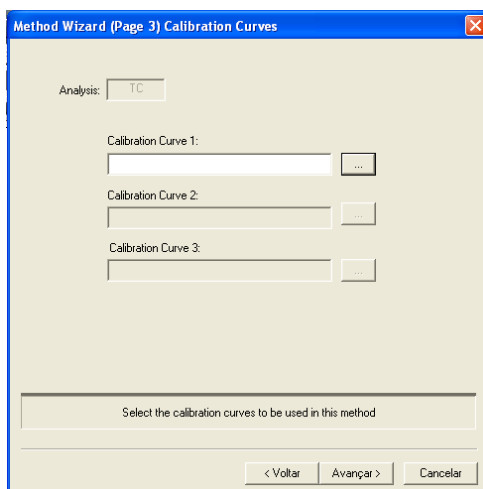 Method Wizard (Page 3) Calibration Curves
Analysis: TC
Calibration Curve 1:
...
Calibration Curve 2:
...
Calibration Curve 3:
...
Select the calibration curves to be used in this method
< Voltar Avançar > Cancelar